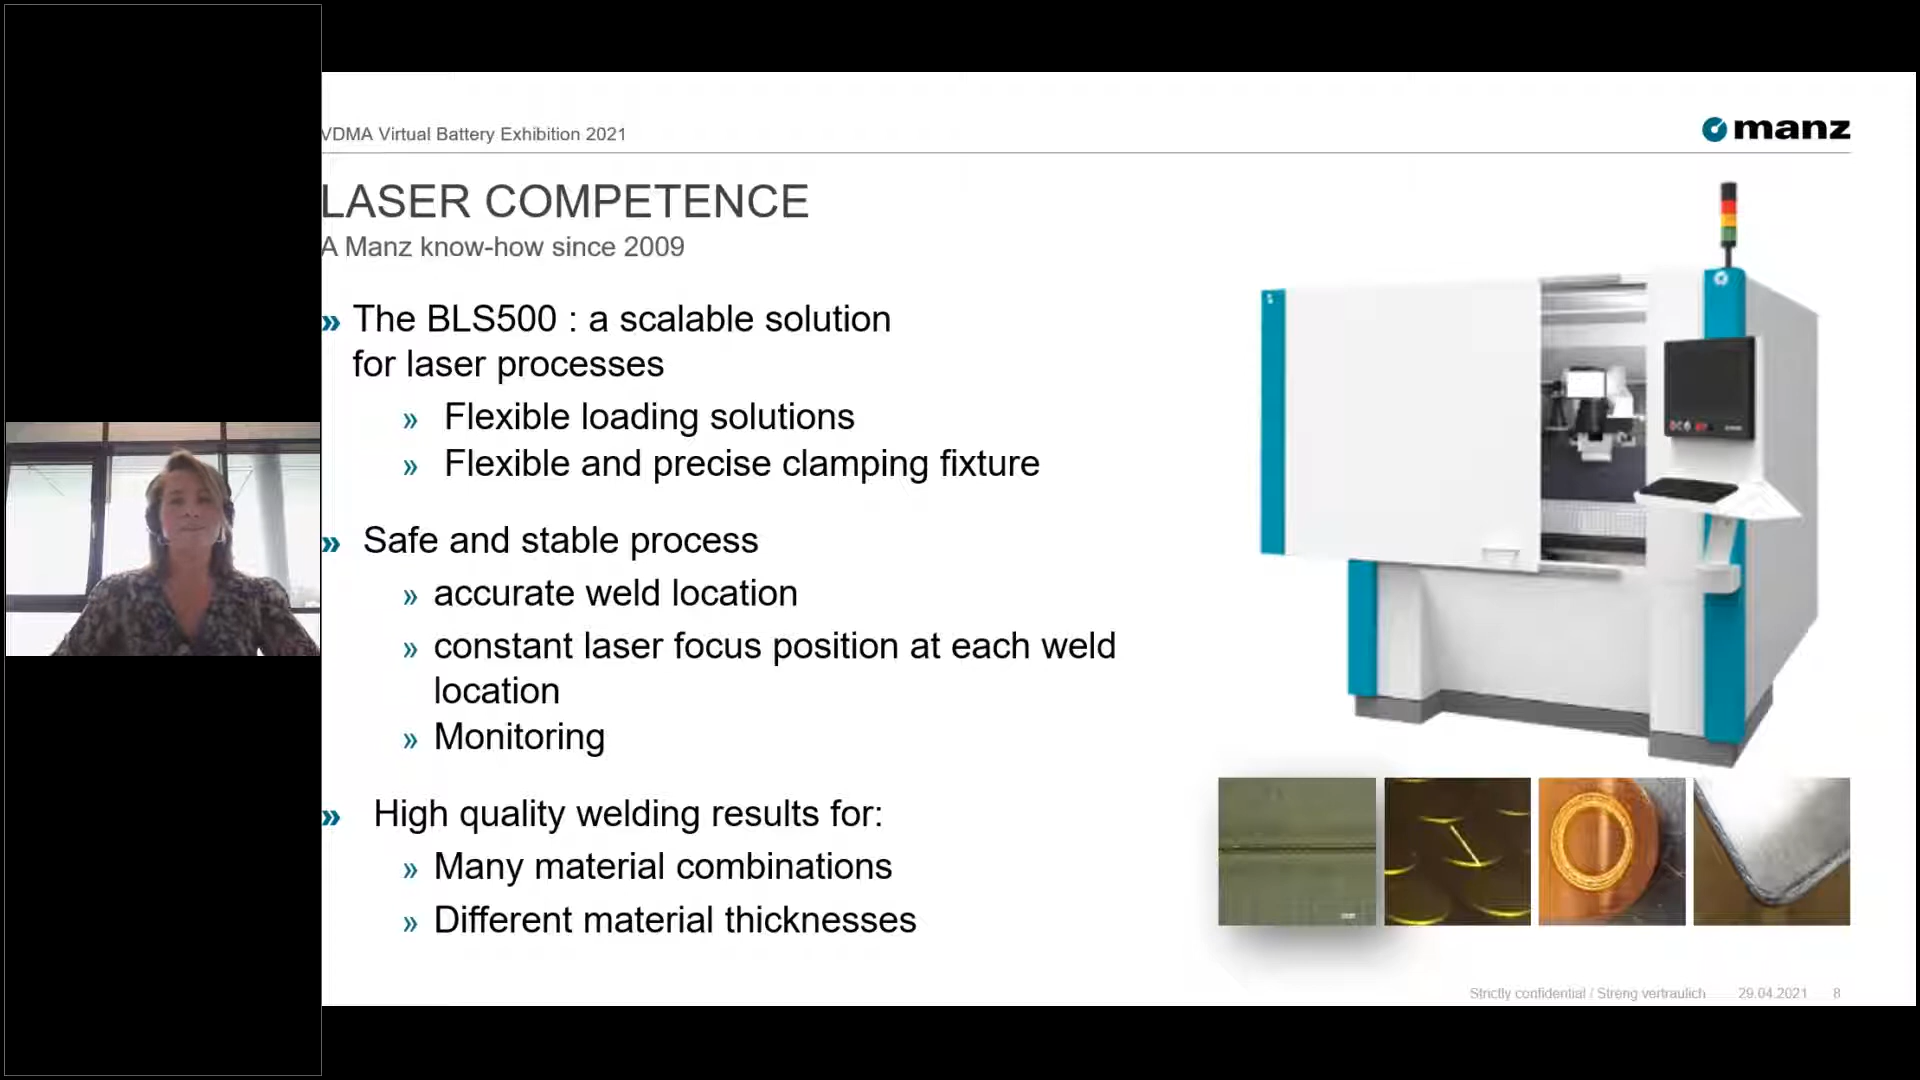 VDMA Virtual Battery Exhibition 2021
manz
LASER COMPETENCE
A Manz know-how since 2009
» The BLS500 : a scalable solution
for laser processes
» Flexible loading solutions
» Flexible and precise clamping fixture
» Safe and stable process
» accurate weld location
» constant laser focus position at each weld
location
» Monitoring
» High quality welding results for:
» Many material combinations
» Different material thicknesses
Strictly confidential / Streng vertraulich 29.04.2021 8